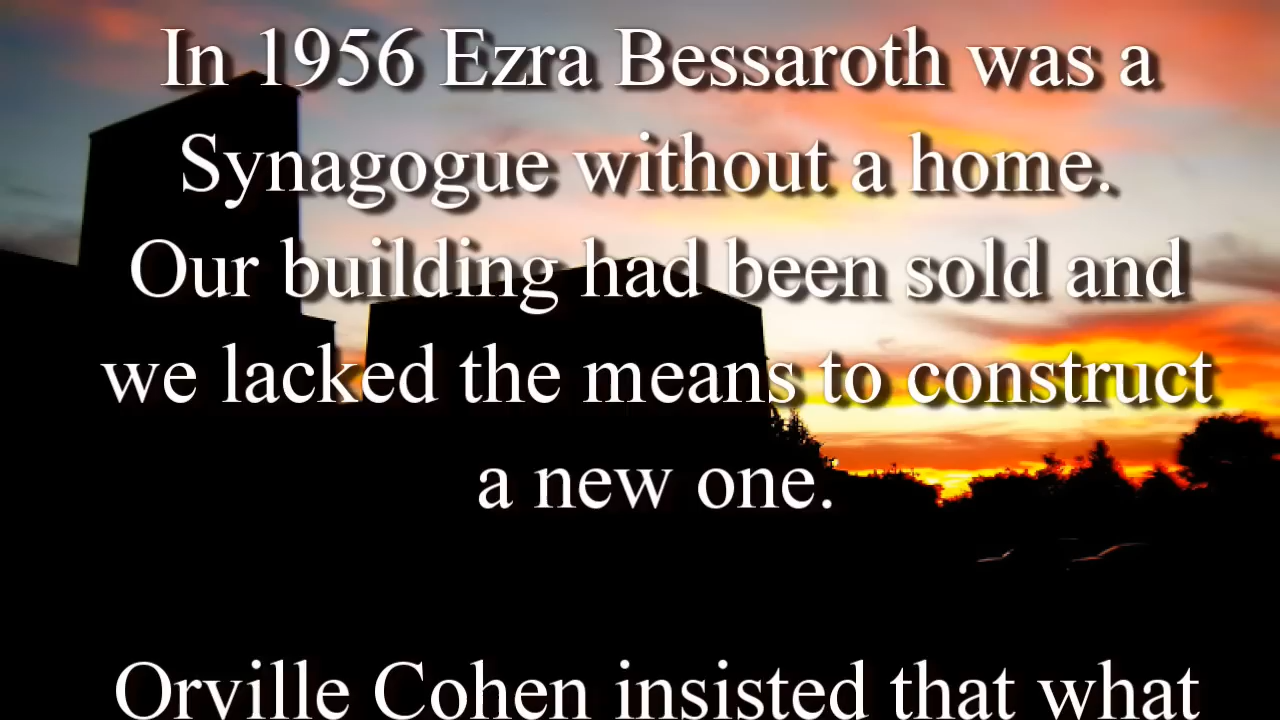 In 1956 Ezra Bessaroth was a
Synagogue without a home.
Our building had been sold and
we lacked the means to construct
a new one.
Orville Cohen insisted that what